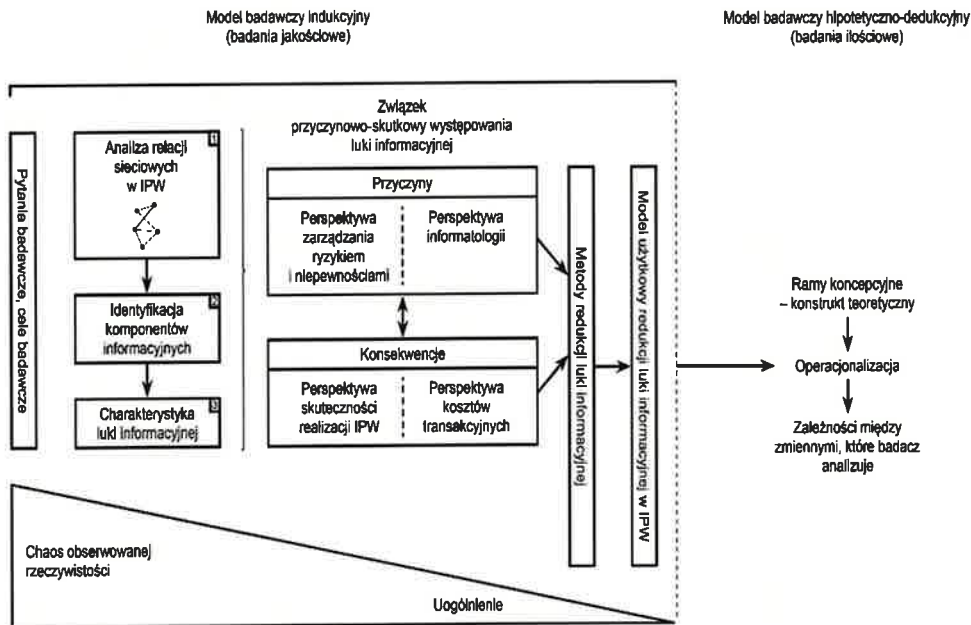 Model badawczy indukcyjny
(badania jakościowe)
Model badawczy hipotetyczno-dedukcyjny
(badania ilościowe)
Pytania badawcze, cele badawcze
1
Analiza relacji
sieciowych
w IPW
2
Identyfikacja
komponentów
informacyjnych
3
Charakterystyka
luki informacyjnej
Związek
przyczynowo-skutkowy występowania
luki informacyjnej
Przyczyny
Perspektywa
zarządzania
ryzykiem
i niepewnościami
Perspektywa
informatologii
Konsekwencje
Perspektywa
skuteczności
realizacji IPW
Perspektywa
kosztów
transakcyjnych
Metody redukcji luki informacyjnej
Model użytkowy redukcji luki informacyjnej w IPW
Ramy koncepcyjne
– konstrukt teoretyczny
Operacjonalizacja
Zależności między
zmiennymi, które badacz
analizuje
Chaos obserwowanej
rzeczywistości
Uogólnienie